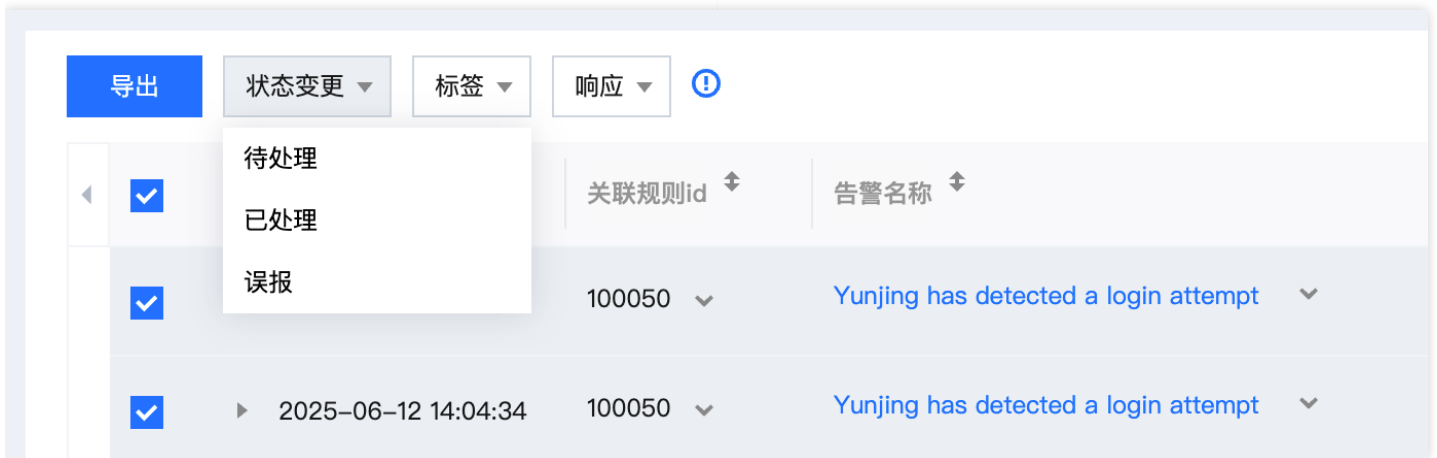 导出 状态变更 标签 响应
待处理
已处理
误报
关联规则id 告警名称
100050 Yunjing has detected a login attempt
2025-06-12 14:04:34 100050 Yunjing has detected a login attempt